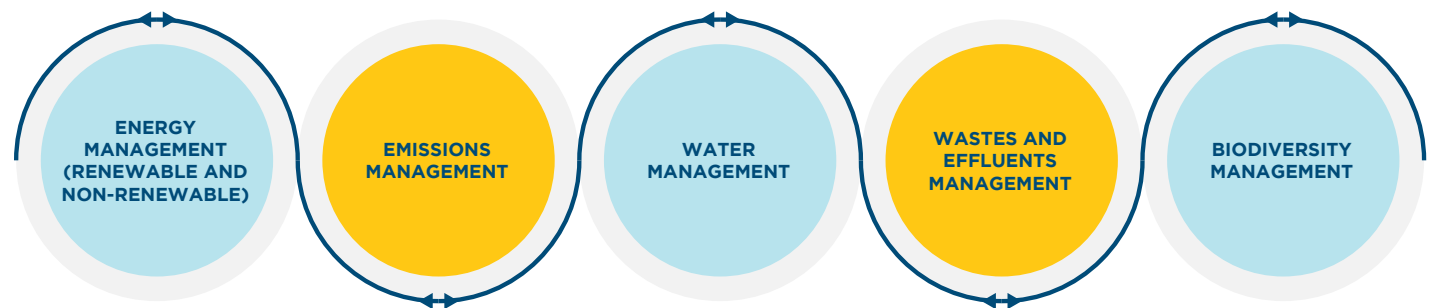 ENERGY
MANAGEMENT
(RENEWABLE AND
NON-RENEWABLE)
EMISSIONS
MANAGEMENT
WATER
MANAGEMENT
WASTES AND
EFFLUENTS
MANAGEMENT
BIODIVERSITY
MANAGEMENT